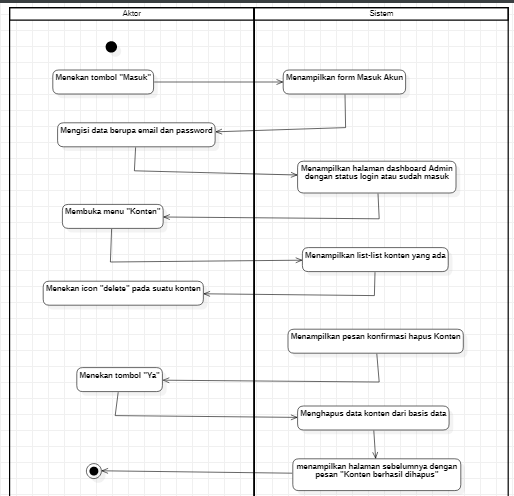 Aktor
Sistem
Menekan tombol "Masuk"
Menampilkan form Masuk Akun
Mengisi data berupa email dan password
Menampilkan halaman dashboard Admin
dengan status login atau sudah masuk
Membuka menu "Konten"
Menampilkan list-list konten yang ada
Menekan icon "delete" pada suatu konten
Menampilkan pesan konfirmasi hapus Konten
Menekan tombol "Ya"
Menghapus data konten dari basis data
menampilkan halaman sebelumnya dengan
pesan "Konten berhasil dihapus"